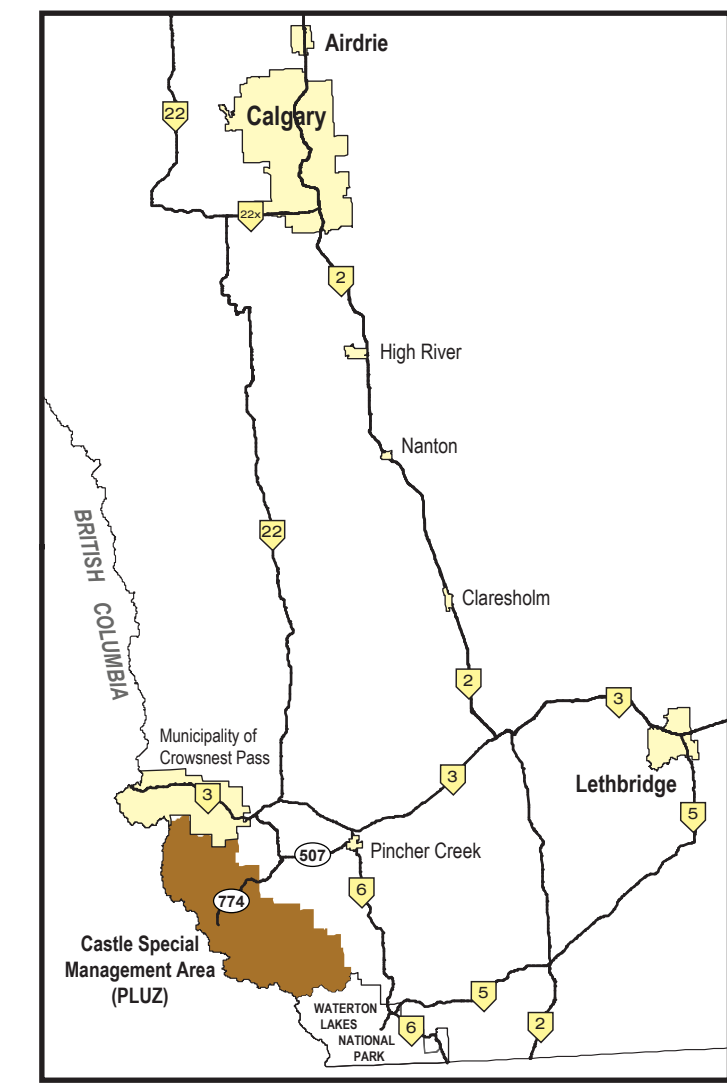 Airdrie
22
Calgary
22x
2
High River
Nanton
BRITISH COLUMBIA
22
Claresholm
2
3
Municipality of
Crowsnest Pass
3
3
Lethbridge
5
507
Pincher Creek
6
774
Castle Special
Management Area
(PLUZ)
5
WATERTON
LAKES
NATIONAL
PARK
6
2